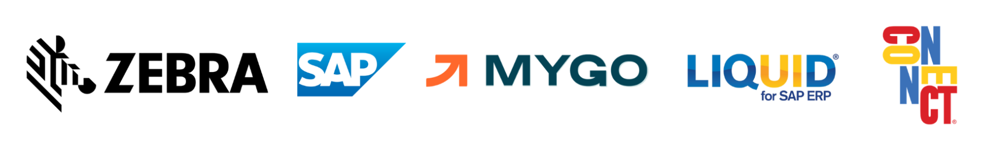 ZEBRA
SAP
MYGO
LIQUID®
for SAP ERP
CONNECT®